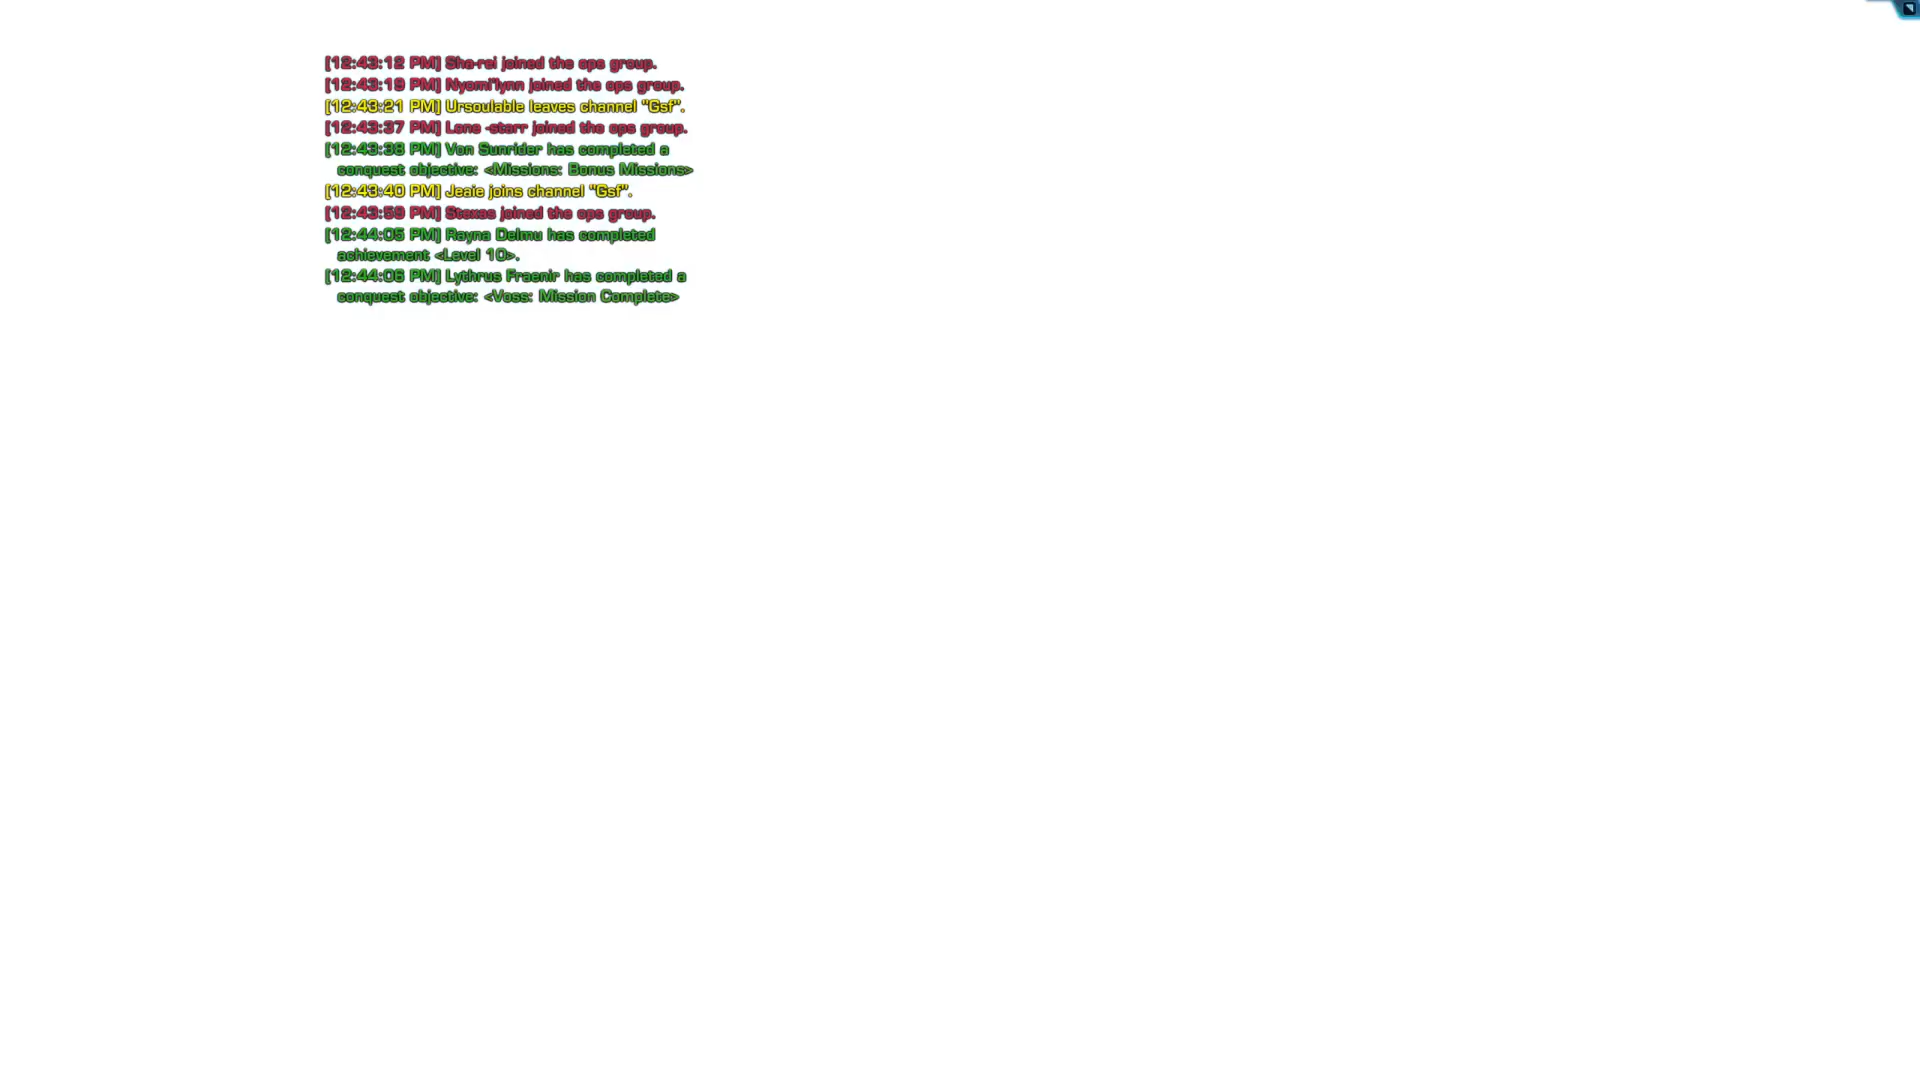 [12:43:12 PM] Sha-rei joined the ops group.
[12:43:19 PM] Nyomi'lynn joined the ops group.
[12:43:21 PM] Ursoulable leaves channel "Gsf".
[12:43:37 PM] Lone -starr joined the ops group.
[12:43:38 PM] Von Sunrider has completed a
conquest objective: <Missions: Bonus Missions>
[12:43:40 PM] Jeaie joins channel "Gsf".
[12:43:59 PM] Stexas joined the ops group.
[12:44:05 PM] Rayna Delmu has completed
achievement <Level 10>.
[12:44:06 PM] Lythrus Fraenir has completed a
conquest objective: <Voss: Mission Complete>